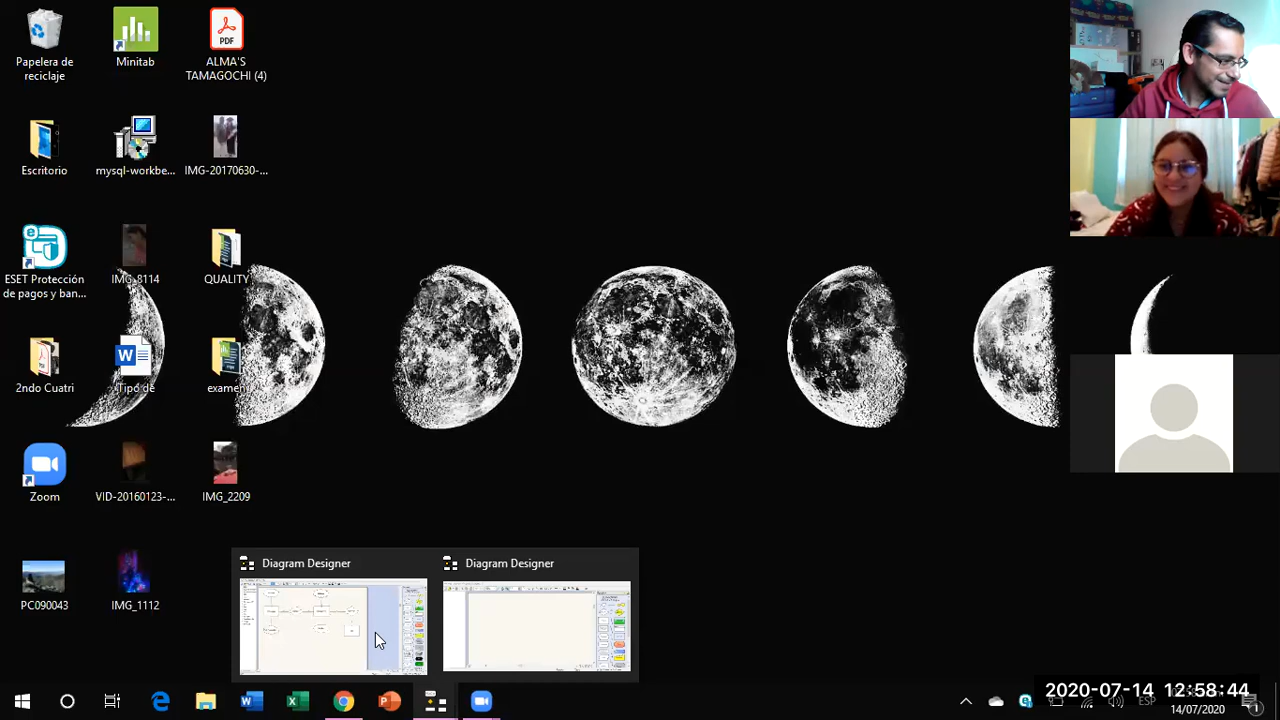 Papelera de
reciclaje
Minitab
ALMA'S
TAMAGOCHI (4)
Escritorio
mysql-workbe...
IMG-20170630-...
ESET Protección
de pagos y ban...
IMG_8114
QUALITY
2ndo Cuatri
Tipo de
examen
Zoom
VID-20160123-...
IMG_2209
PC090043
IMG_1112
Diagram Designer
Diagram Designer
2020-07-14 12:58:44
ESP
14/07/2020